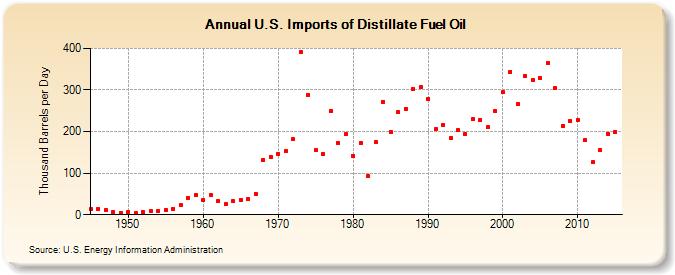 Annual U.S. Imports of Distillate Fuel Oil
Thousand Barrels per Day
400
300
200
100
0
1950 1960 1970 1980 1990 2000 2010
Source: U.S. Energy Information Administration